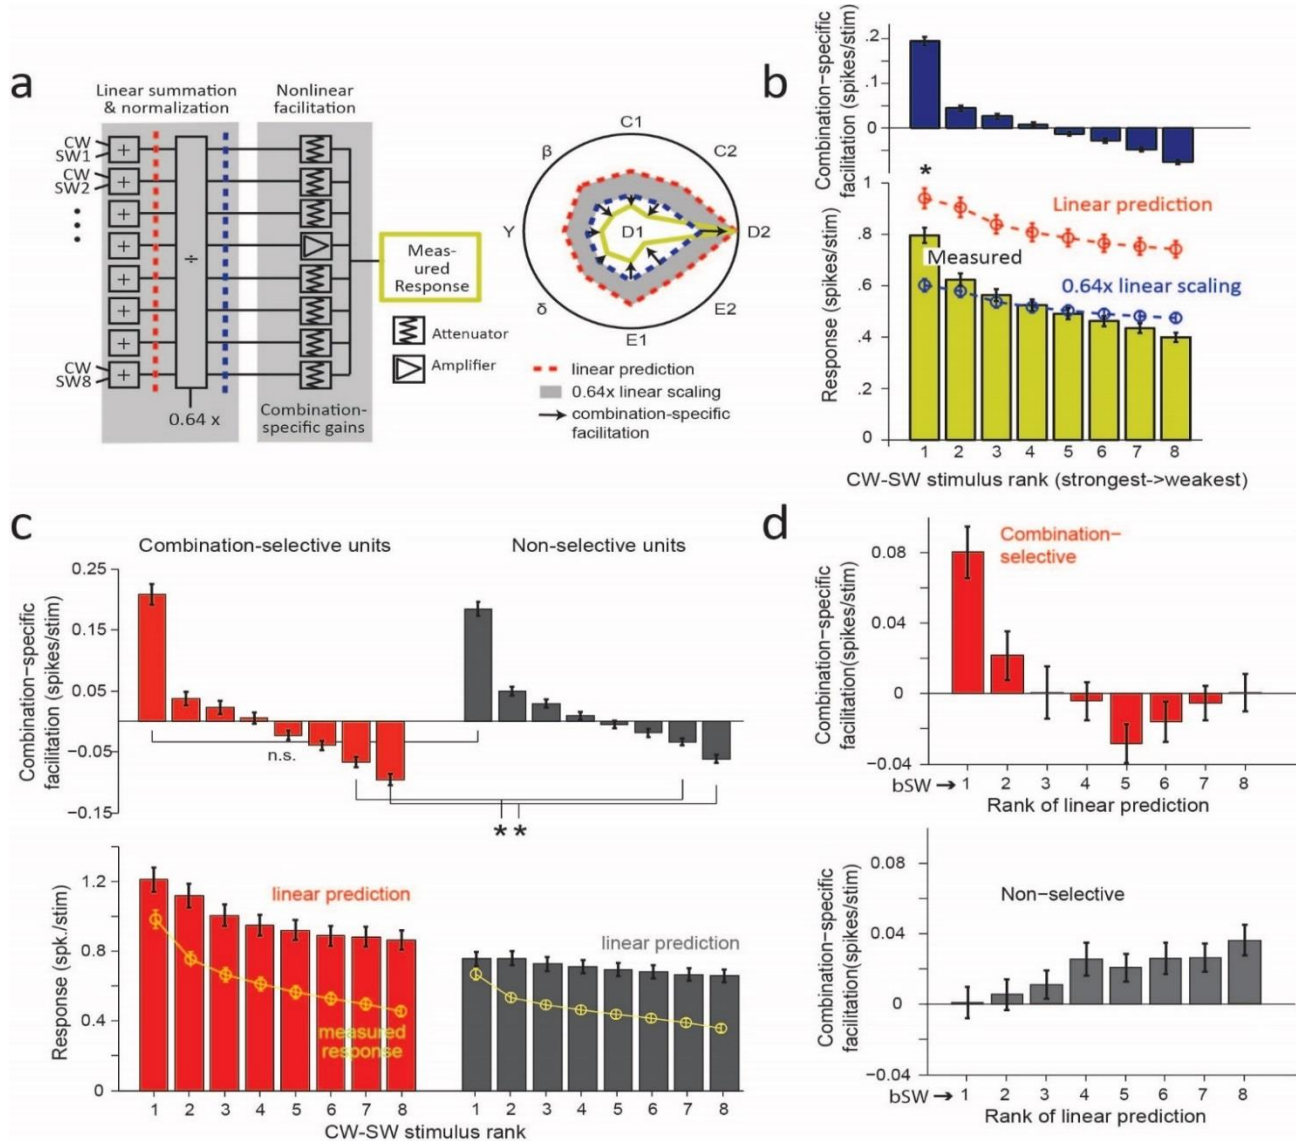 a
Linear summation
& normalization
Nonlinear
facilitation
CW
SW1
CW
SW2
CW
SW8
+
+
+
+
+
+
+
+
÷
0.64 x
Combination-
specific gains
Meas-
ured
Response
Attenuator
Amplifier
C1
C2
D2
E2
E1
δ
γ
β
D1
linear prediction
0.64x linear scaling
combination-specific
facilitation
b
Combination-specific
facilitation (spikes/stim)
.2
.1
0
*
Response (spikes/stim)
1
.8
.6
.4
.2
0
Linear prediction
Measured
0.64x linear scaling
1 2 3 4 5 6 7 8
CW-SW stimulus rank (strongest->weakest)
c
Combination-selective units
Non-selective units
Combination-specific
facilitation (spikes/stim)
0.25
0.15
0.05
−0.05
−0.15
n.s.
* *
Response (spk./stim)
1.2
0.8
0.4
0
linear prediction
measured
response
linear prediction
1 2 3 4 5 6 7 8
1 2 3 4 5 6 7 8
CW-SW stimulus rank
d
Combination-
selective
Combination-specific
facilitation(spikes/stim)
0.08
0.04
0
−0.04
bSW → 1 2 3 4 5 6 7 8
Rank of linear prediction
Non-selective
Combination-specific
facilitation(spikes/stim)
0.08
0.04
0
−0.04
bSW → 1 2 3 4 5 6 7 8
Rank of linear prediction